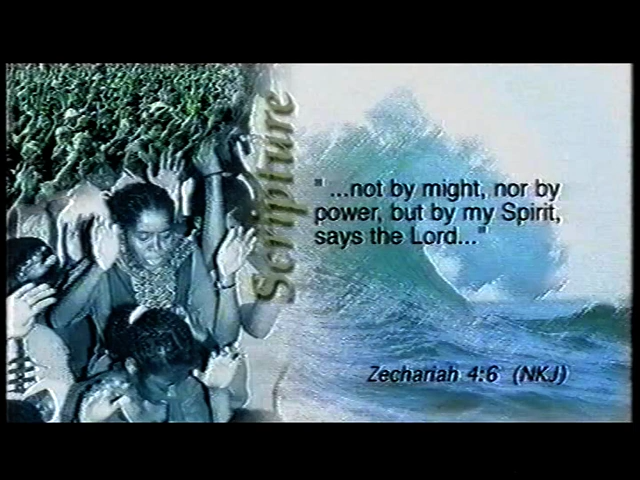 Scripture
" ...not by might, nor by
power, but by my Spirit,
says the Lord..."
Zechariah 4:6 (NKJ)